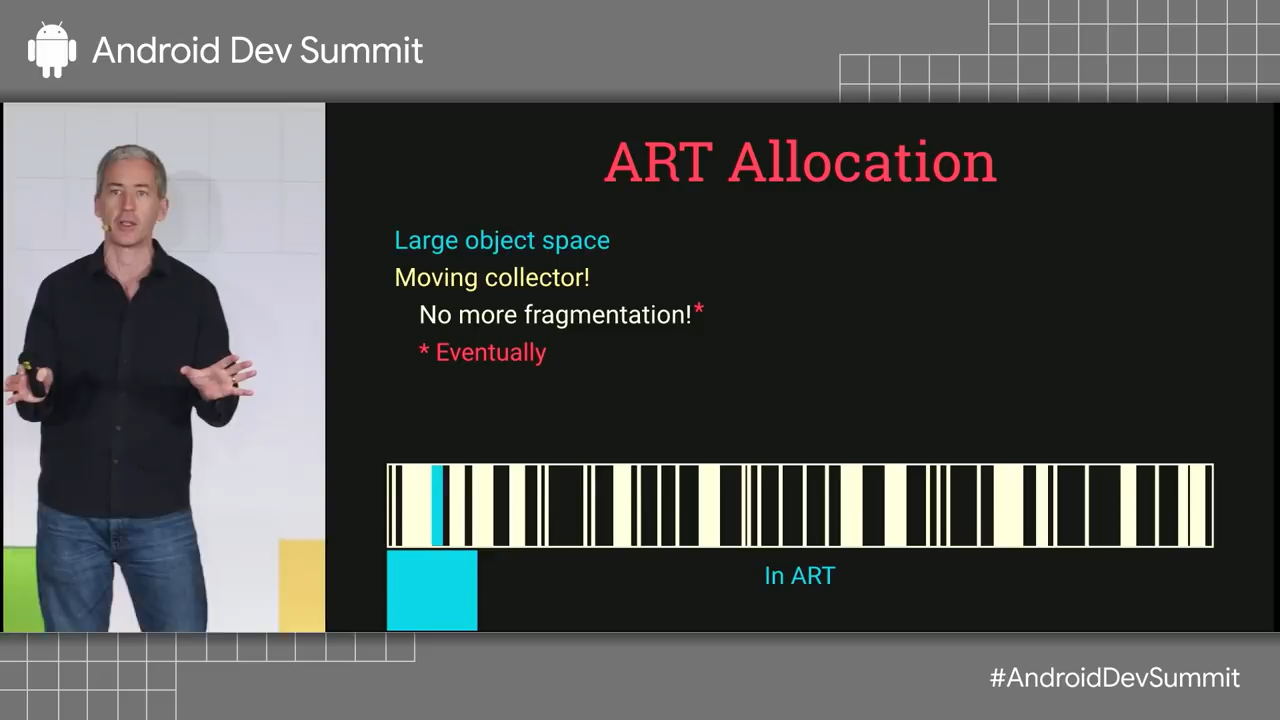 Android Dev Summit
ART Allocation
Large object space
Moving collector!
No more fragmentation!*
* Eventually
In ART
#AndroidDevSummit